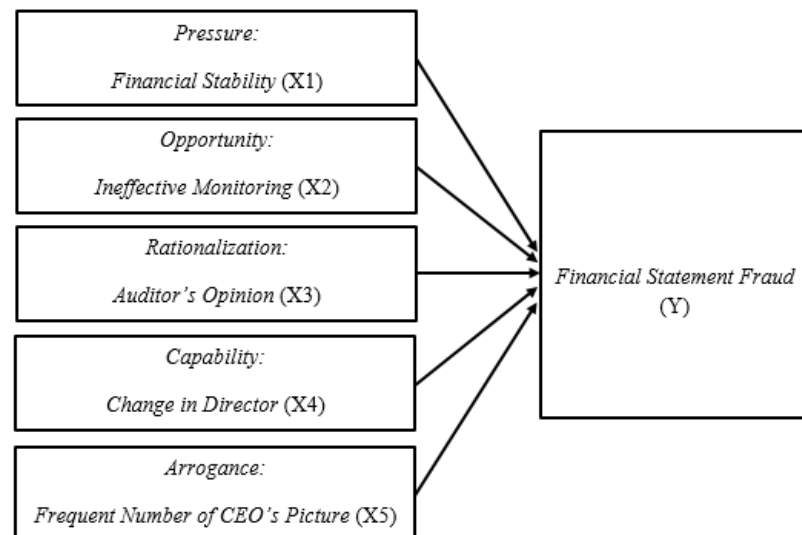 Pressure:
Financial Stability (X1)
Opportunity:
Ineffective Monitoring (X2)
Rationalization:
Auditor’s Opinion (X3)
Capability:
Change in Director (X4)
Arrogance:
Frequent Number of CEO’s Picture (X5)
Financial Statement Fraud
(Y)